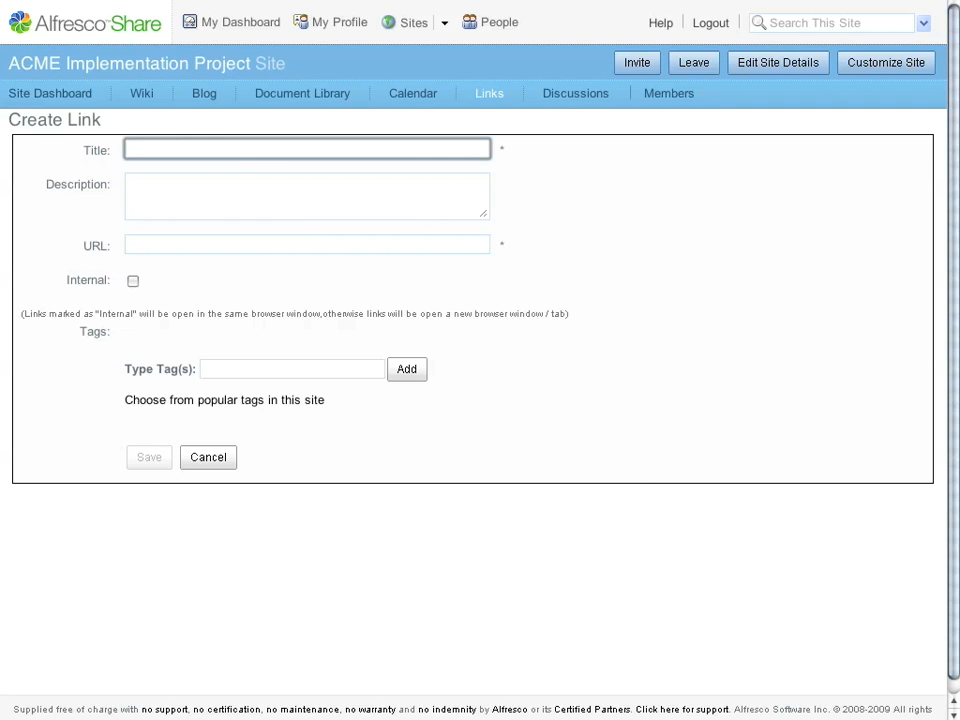 Alfresco Share My Dashboard My Profile Sites People Help Logout Search This Site
ACME Implementation Project Site Invite Leave Edit Site Details Customize Site
Site Dashboard Wiki Blog Document Library Calendar Links Discussions Members
Create Link
Title: *
Description:
URL: *
Internal:
(Links marked as "Internal" will be open in the same browser window,otherwise links will be open a new browser window / tab)
Tags:
Type Tag(s): Add
Choose from popular tags in this site
Save Cancel
Supplied free of charge with no support, no certification, no maintenance, no warranty and no indemnity by Alfresco or its Certified Partners. Click here for support. Alfresco Software Inc. © 2008-2009 All rights